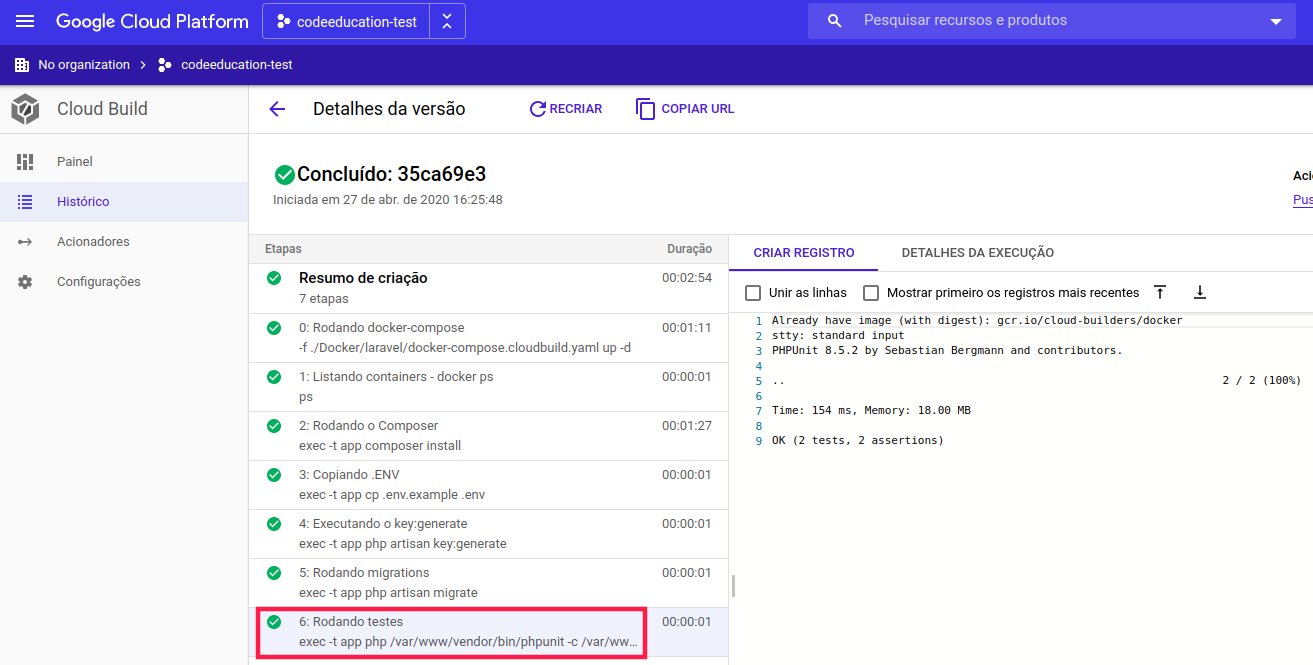 Google Cloud Platform
codeeducation-test
Pesquisar recursos e produtos
No organization
codeeducation-test
Cloud Build
Painel
Histórico
Acionadores
Configurações
Detalhes da versão
RECRIAR
COPIAR URL
Concluído: 35ca69e3
Iniciada em 27 de abr. de 2020 16:25:48
Aci
Pus
Etapas Duração
Resumo de criação 00:02:54
7 etapas
0: Rodando docker-compose 00:01:11
-f ./Docker/laravel/docker-compose.cloudbuild.yaml up -d
1: Listando containers - docker ps 00:00:01
ps
2: Rodando o Composer 00:01:27
exec -t app composer install
3: Copiando .ENV 00:00:01
exec -t app cp .env.example .env
4: Executando o key:generate 00:00:01
exec -t app php artisan key:generate
5: Rodando migrations 00:00:01
exec -t app php artisan migrate
6: Rodando testes 00:00:01
exec -t app php /var/www/vendor/bin/phpunit -c /var/ww...
CRIAR REGISTRO DETALHES DA EXECUÇÃO
Unir as linhas Mostrar primeiro os registros mais recentes
1 Already have image (with digest): gcr.io/cloud-builders/docker
2 stty: standard input
3 PHPUnit 8.5.2 by Sebastian Bergmann and contributors.
4
5 .. 2 / 2 (100%)
6
7 Time: 154 ms, Memory: 18.00 MB
8
9 OK (2 tests, 2 assertions)